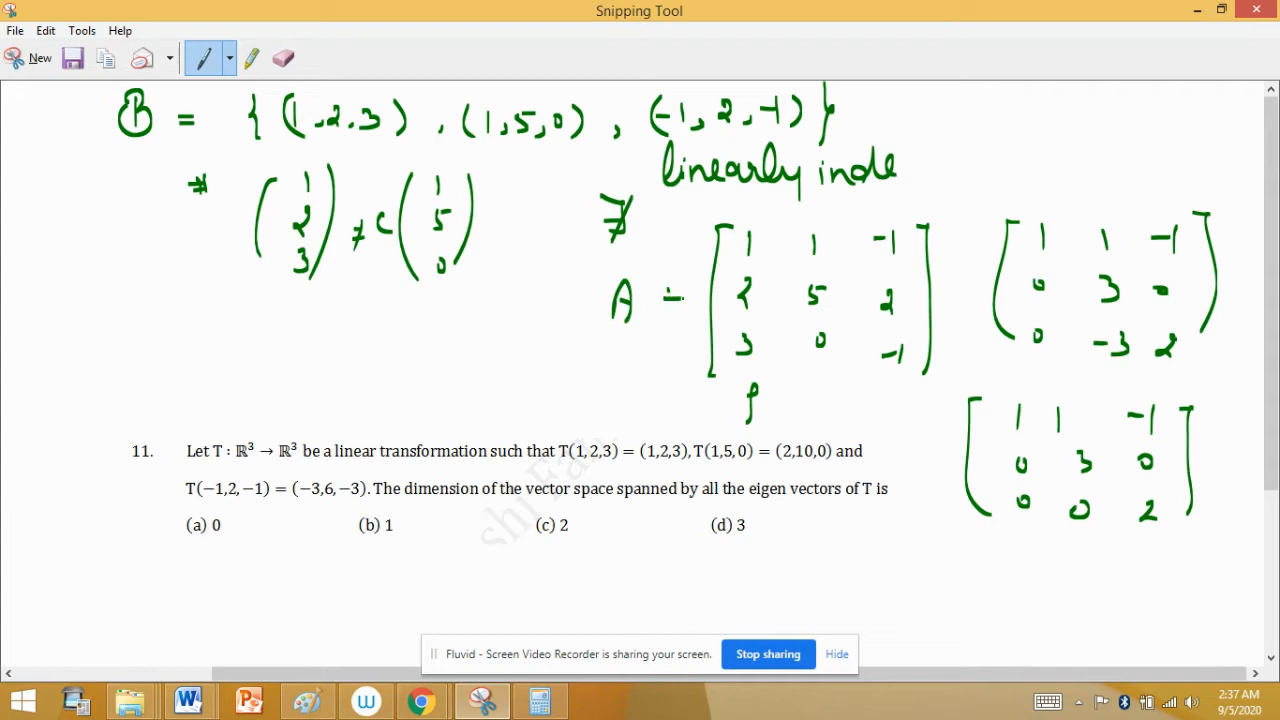 Snipping Tool
File Edit Tools Help
New
B = { (1,2,3), (1,5,0), (-1,2,-1) }
linearly inde
1 1
2 ≠ C 5
3 0
1 1 -1
A = 2 5 2
3 0 -1
1 1 -1
0 3 0
0 -3 2
1 1 -1
0 3 0
0 0 2
11. Let T : ℝ³ → ℝ³ be a linear transformation such that T(1,2,3) = (1,2,3), T(1,5,0) = (2,10,0) and
T(−1,2,−1) = (−3,6,−3). The dimension of the vector space spanned by all the eigen vectors of T is
(a) 0 (b) 1 (c) 2 (d) 3
Fluvid - Screen Video Recorder is sharing your screen. Stop sharing Hide
2:37 AM
9/5/2020